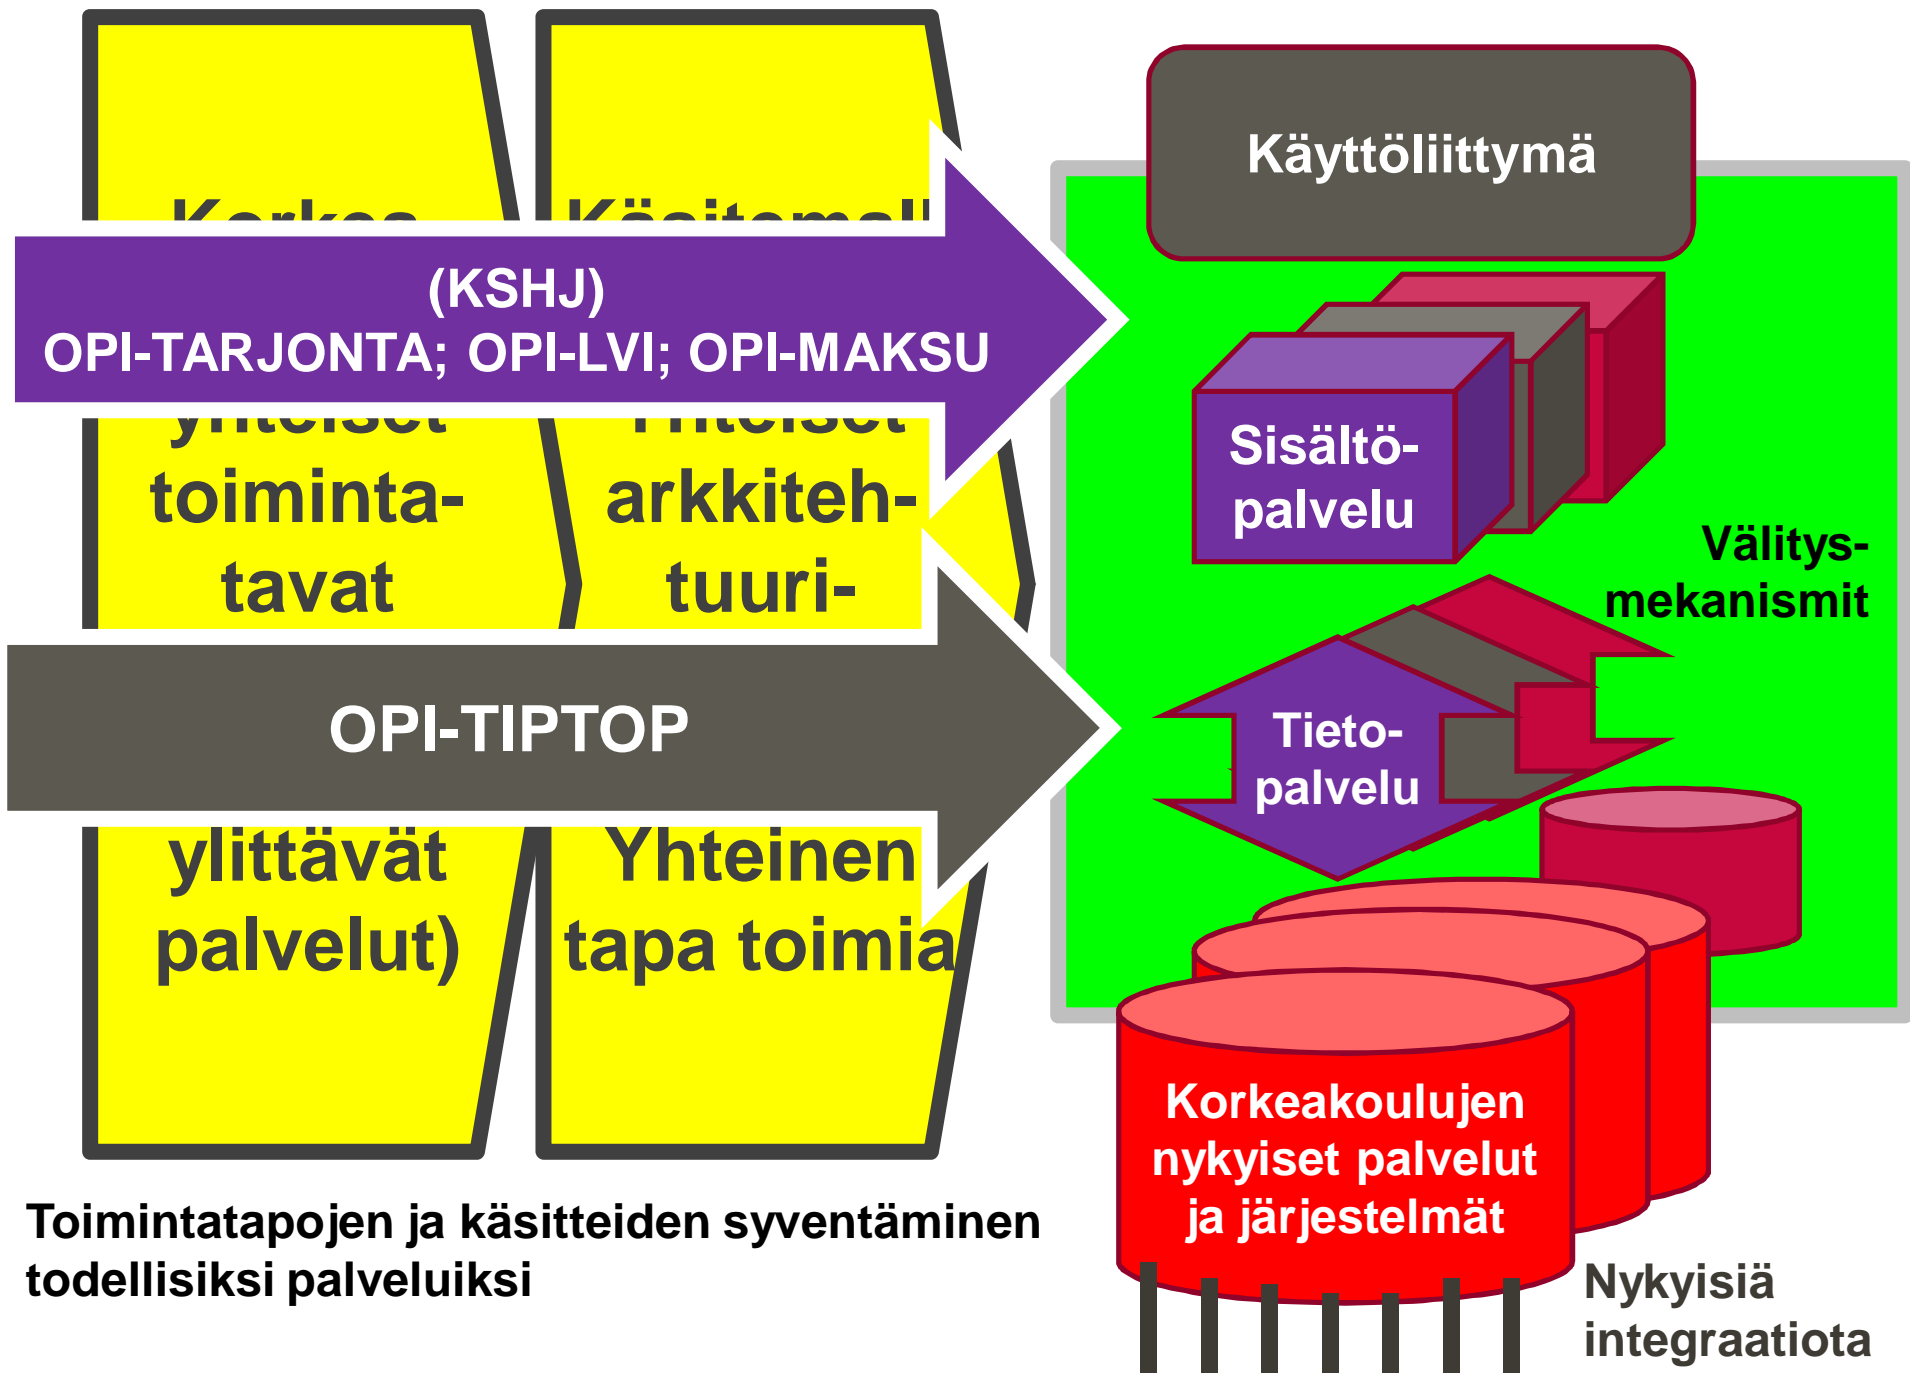 (KSHJ)
OPI-TARJONTA; OPI-LVI; OPI-MAKSU
yhteiset
toiminta-
tavat
Yhteiset
arkkiteh-
tuuri-
OPI-TIPTOP
ylittävät
palvelut)
Yhteinen
tapa toimia
Toimintatapojen ja käsitteiden syventäminen
todellisiksi palveluiksi
Käyttöliittymä
Sisältö-
palvelu
Välitys-
mekanismit
Tieto-
palvelu
Korkeakoulujen
nykyiset palvelut
ja järjestelmät
Nykyisiä
integraatiota